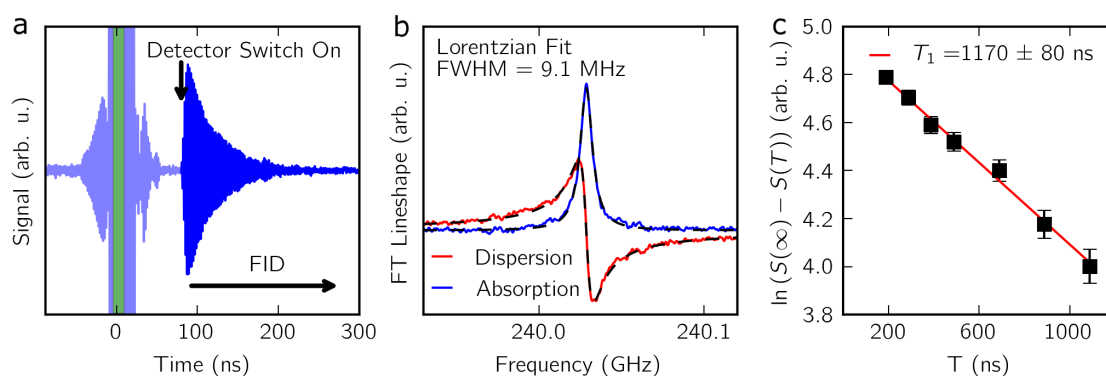 a
Detector Switch On
FID
Signal (arb. u.)
0 100 200 300
Time (ns)
b
Lorentzian Fit
FWHM = 9.1 MHz
Dispersion
Absorption
FT Lineshape (arb. u.)
240.0 240.1
Frequency (GHz)
c
T₁ =1170 ± 80 ns
5.0
4.8
4.6
4.4
4.2
4.0
3.8
ln (S(∞) − S(T)) (arb. u.)
200 600 1000
T (ns)